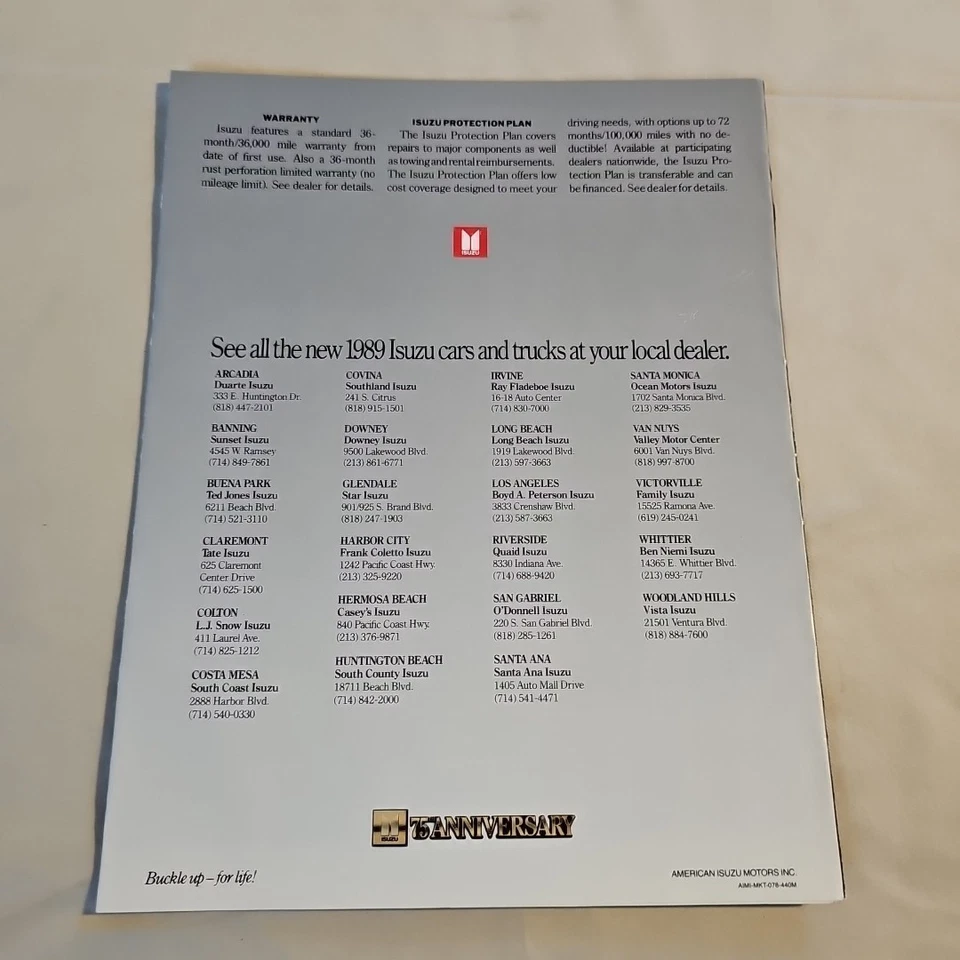 WARRANTY
Isuzu features a standard 36-
month/36,000 mile warranty from
date of first use. Also a 36-month
rust perforation limited warranty (no
mileage limit). See dealer for details.
ISUZU PROTECTION PLAN
The Isuzu Protection Plan covers
repairs to major components as well
as towing and rental reimbursements.
The Isuzu Protection Plan offers low
cost coverage designed to meet your
driving needs, with options up to 72
months/100,000 miles with no de-
ductible! Available at participating
dealers nationwide, the Isuzu Pro-
tection Plan is transferable and can
be financed. See dealer for details.
ISUZU
See all the new 1989 Isuzu cars and trucks at your local dealer.
ARCADIA
Duarte Isuzu
333 E. Huntington Dr.
(818) 447-2101
BANNING
Sunset Isuzu
4545 W. Ramsey
(714) 849-7861
BUENA PARK
Ted Jones Isuzu
6211 Beach Blvd.
(714) 521-3110
CLAREMONT
Tate Isuzu
625 Claremont
Center Drive
(714) 625-1500
COLTON
L.J. Snow Isuzu
411 Laurel Ave.
(714) 825-1212
COSTA MESA
South Coast Isuzu
2888 Harbor Blvd.
(714) 540-0330
COVINA
Southland Isuzu
241 S. Citrus
(818) 915-1501
DOWNEY
Downey Isuzu
9500 Lakewood Blvd.
(213) 861-6771
GLENDALE
Star Isuzu
901/925 S. Brand Blvd.
(818) 247-1903
HARBOR CITY
Frank Coletto Isuzu
1242 Pacific Coast Hwy.
(213) 325-9220
HERMOSA BEACH
Casey's Isuzu
840 Pacific Coast Hwy.
(213) 376-9871
HUNTINGTON BEACH
South County Isuzu
18711 Beach Blvd.
(714) 842-2000
IRVINE
Ray Fladeboe Isuzu
16-18 Auto Center
(714) 830-7000
LONG BEACH
Long Beach Isuzu
1919 Lakewood Blvd.
(213) 597-3663
LOS ANGELES
Boyd A. Peterson Isuzu
3833 Crenshaw Blvd.
(213) 587-3663
RIVERSIDE
Quaid Isuzu
8330 Indiana Ave.
(714) 688-9420
SAN GABRIEL
O'Donnell Isuzu
220 S. San Gabriel Blvd.
(818) 285-1261
SANTA ANA
Santa Ana Isuzu
1405 Auto Mall Drive
(714) 541-4471
SANTA MONICA
Ocean Motors Isuzu
1702 Santa Monica Blvd.
(213) 829-3535
VAN NUYS
Valley Motor Center
6001 Van Nuys Blvd.
(818) 997-8700
VICTORVILLE
Family Isuzu
15525 Ramona Ave.
(619) 245-0241
WHITTIER
Ben Niemi Isuzu
14365 E. Whittier Blvd.
(213) 693-7717
WOODLAND HILLS
Vista Isuzu
21501 Ventura Blvd.
(818) 884-7600
ISUZU 75th ANNIVERSARY
Buckle up – for life!
AMERICAN ISUZU MOTORS INC.
AIMI-MKT-078-440M